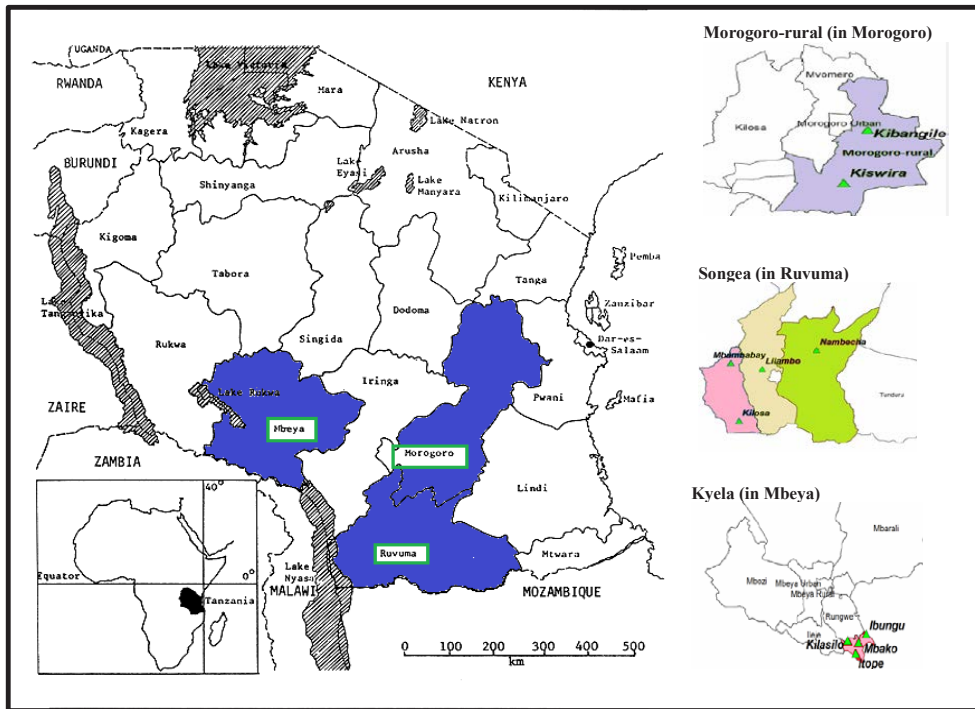 UGANDA
Lake Victoria
RWANDA
Mara
KENYA
Kagera
Lake Natron
BURUNDI
Arusha
Lake
Eyasi
Lake
Manyara
Shinyanga
Kilimanjaro
Kigoma
Tabora
Tanga
Pemba
Lake
Tanganyika
Zanzibar
Dodoma
Rukwa
Singida
Dar-es-
Salaam
Iringa
Lake Rukwa
Pwani
Mafia
ZAIRE
Mbeya
Morogoro
ZAMBIA
Lindi
40°
Ruvuma
Mtwara
Lake
Nyasa
Equator
0°
MALAWI
MOZAMBIQUE
Tanzania
0 100 200 300 400 500
km
Morogoro-rural (in Morogoro)
Mvomero
Morogoro Urban
Kilosa
Kibangilo
Morogoro-rural
Kiswira
Songea (in Ruvuma)
Nambecha
Mbambabay
Lilambo
Kilosa
Tunduru
Kyela (in Mbeya)
Mbarali
Mbozi
Mbeya Urban
Mbeya Rural
Rungwe
Ibungu
Ileje
Kilasilo
Mbako
Itope